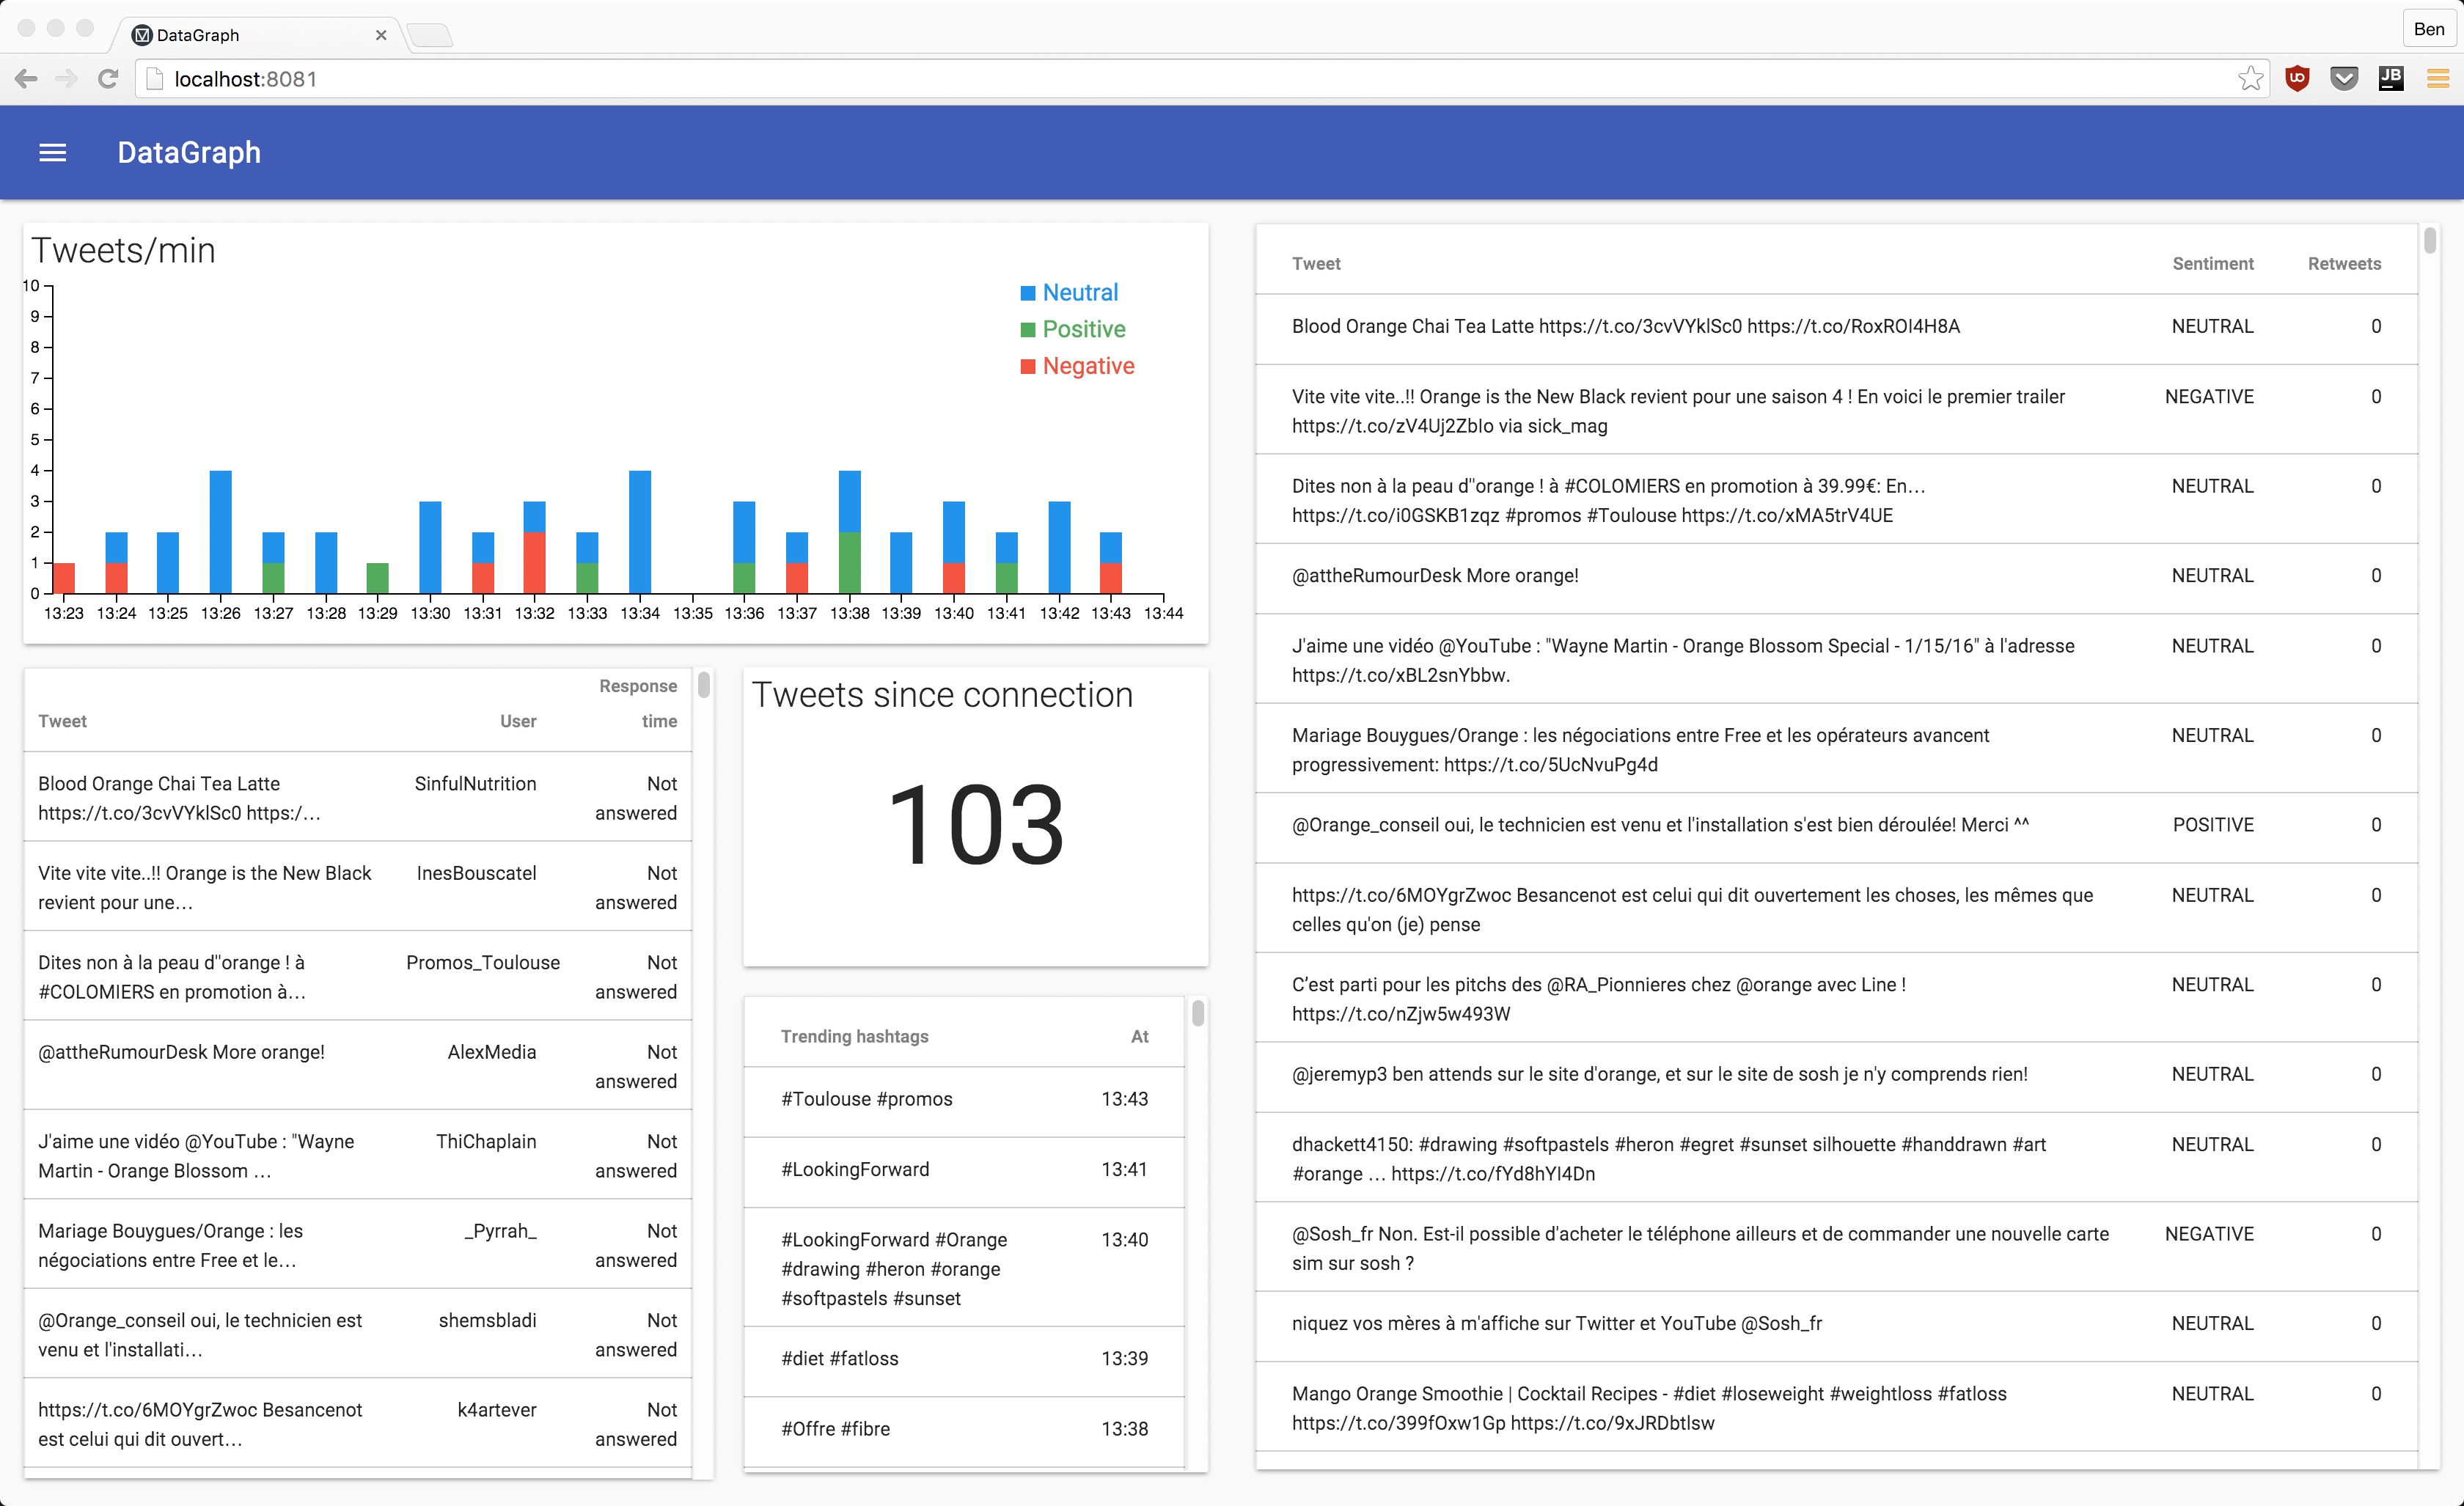 DataGraph
Ben
localhost:8081
DataGraph
Tweets/min
10
9
8
7
6
5
4
3
2
1
0
Neutral
Positive
Negative
13:23 13:24 13:25 13:26 13:27 13:28 13:29 13:30 13:31 13:32 13:33 13:34 13:35 13:36 13:37 13:38 13:39 13:40 13:41 13:42 13:43 13:44
Response
Tweet User time
Blood Orange Chai Tea Latte SinfulNutrition Not
https://t.co/3cvVYklSc0 https:/... answered
Vite vite vite..!! Orange is the New Black InesBouscatel Not
revient pour une... answered
Dites non à la peau d''orange ! à Promos_Toulouse Not
#COLOMIERS en promotion à... answered
@attheRumourDesk More orange! AlexMedia Not
answered
J'aime une vidéo @YouTube : "Wayne ThiChaplain Not
Martin - Orange Blossom ... answered
Mariage Bouygues/Orange : les _Pyrrah_ Not
négociations entre Free et le... answered
@Orange_conseil oui, le technicien est shemsbladi Not
venu et l'installati... answered
https://t.co/6MOYgrZwoc Besancenot k4artever Not
est celui qui dit ouvert... answered
Tweets since connection
103
Trending hashtags At
#Toulouse #promos 13:43
#LookingForward 13:41
#LookingForward #Orange 13:40
#drawing #heron #orange
#softpastels #sunset
#diet #fatloss 13:39
#Offre #fibre 13:38
Tweet Sentiment Retweets
Blood Orange Chai Tea Latte https://t.co/3cvVYklSc0 https://t.co/RoxROI4H8A NEUTRAL 0
Vite vite vite..!! Orange is the New Black revient pour une saison 4 ! En voici le premier trailer NEGATIVE 0
https://t.co/zV4Uj2ZbIo via sick_mag
Dites non à la peau d''orange ! à #COLOMIERS en promotion à 39.99€: En... NEUTRAL 0
https://t.co/i0GSKB1zqz #promos #Toulouse https://t.co/xMA5trV4UE
@attheRumourDesk More orange! NEUTRAL 0
J'aime une vidéo @YouTube : "Wayne Martin - Orange Blossom Special - 1/15/16" à l'adresse NEUTRAL 0
https://t.co/xBL2snYbbw.
Mariage Bouygues/Orange : les négociations entre Free et les opérateurs avancent NEUTRAL 0
progressivement: https://t.co/5UcNvuPg4d
@Orange_conseil oui, le technicien est venu et l'installation s'est bien déroulée! Merci ^^ POSITIVE 0
https://t.co/6MOYgrZwoc Besancenot est celui qui dit ouvertement les choses, les mêmes que NEUTRAL 0
celles qu'on (je) pense
C’est parti pour les pitchs des @RA_Pionnieres chez @orange avec Line ! NEUTRAL 0
https://t.co/nZjw5w493W
@jeremyp3 ben attends sur le site d'orange, et sur le site de sosh je n'y comprends rien! NEUTRAL 0
dhackett4150: #drawing #softpastels #heron #egret #sunset silhouette #handdrawn #art NEUTRAL 0
#orange ... https://t.co/fYd8hYI4Dn
@Sosh_fr Non. Est-il possible d'acheter le téléphone ailleurs et de commander une nouvelle carte NEGATIVE 0
sim sur sosh ?
niquez vos mères à m'affiche sur Twitter et YouTube @Sosh_fr NEUTRAL 0
Mango Orange Smoothie | Cocktail Recipes - #diet #loseweight #weightloss #fatloss NEUTRAL 0
https://t.co/399fOxw1Gp https://t.co/9xJRDbtlsw